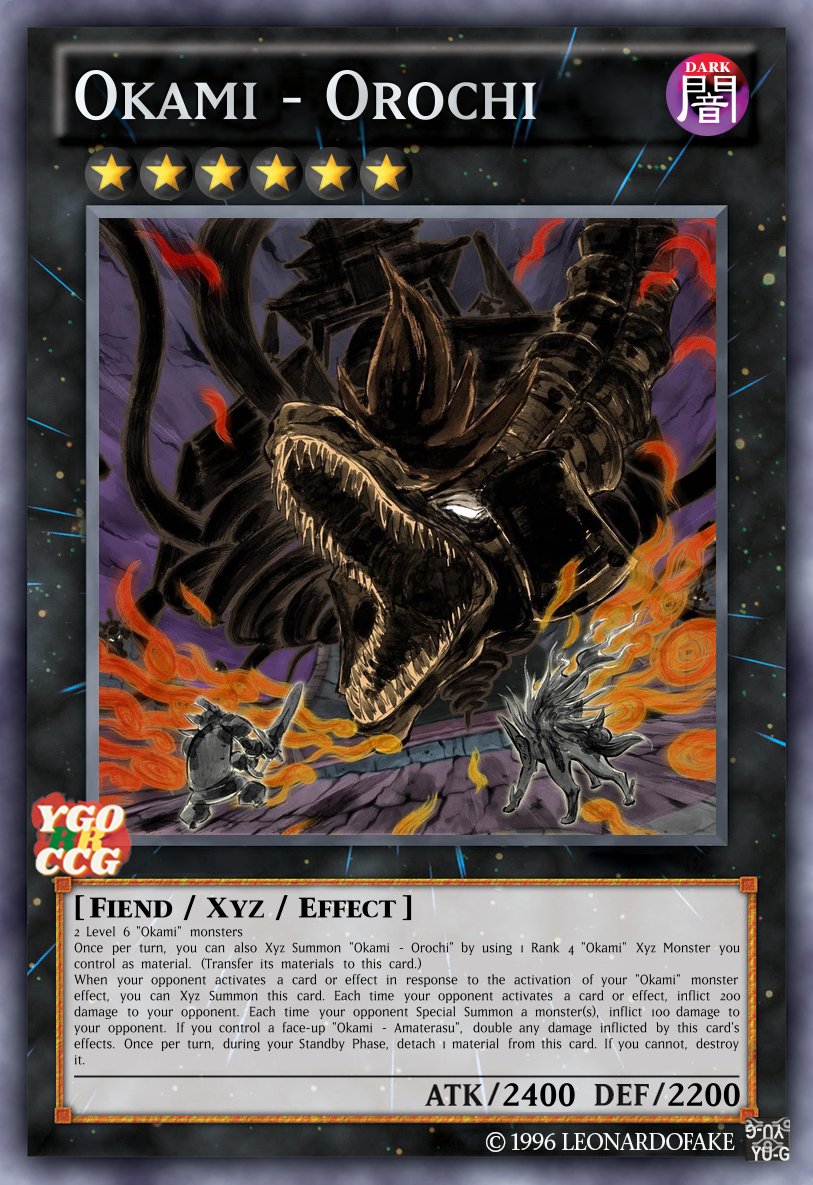 OKAMI - OROCHI
DARK
闇
YGO
BR
CCG
[ FIEND / XYZ / EFFECT ]
2 Level 6 "Okami" monsters
Once per turn, you can also Xyz Summon "Okami - Orochi" by using 1 Rank 4 "Okami" Xyz Monster you
control as material. (Transfer its materials to this card.)
When your opponent activates a card or effect in response to the activation of your "Okami" monster
effect, you can Xyz Summon this card. Each time your opponent activates a card or effect, inflict 200
damage to your opponent. Each time your opponent Special Summon a monster(s), inflict 100 damage to
your opponent. If you control a face-up "Okami - Amaterasu", double any damage inflicted by this card's
effects. Once per turn, during your Standby Phase, detach 1 material from this card. If you cannot, destroy
it.
ATK/2400 DEF/2200
© 1996 LEONARDOFAKE
YU-G
YU-G